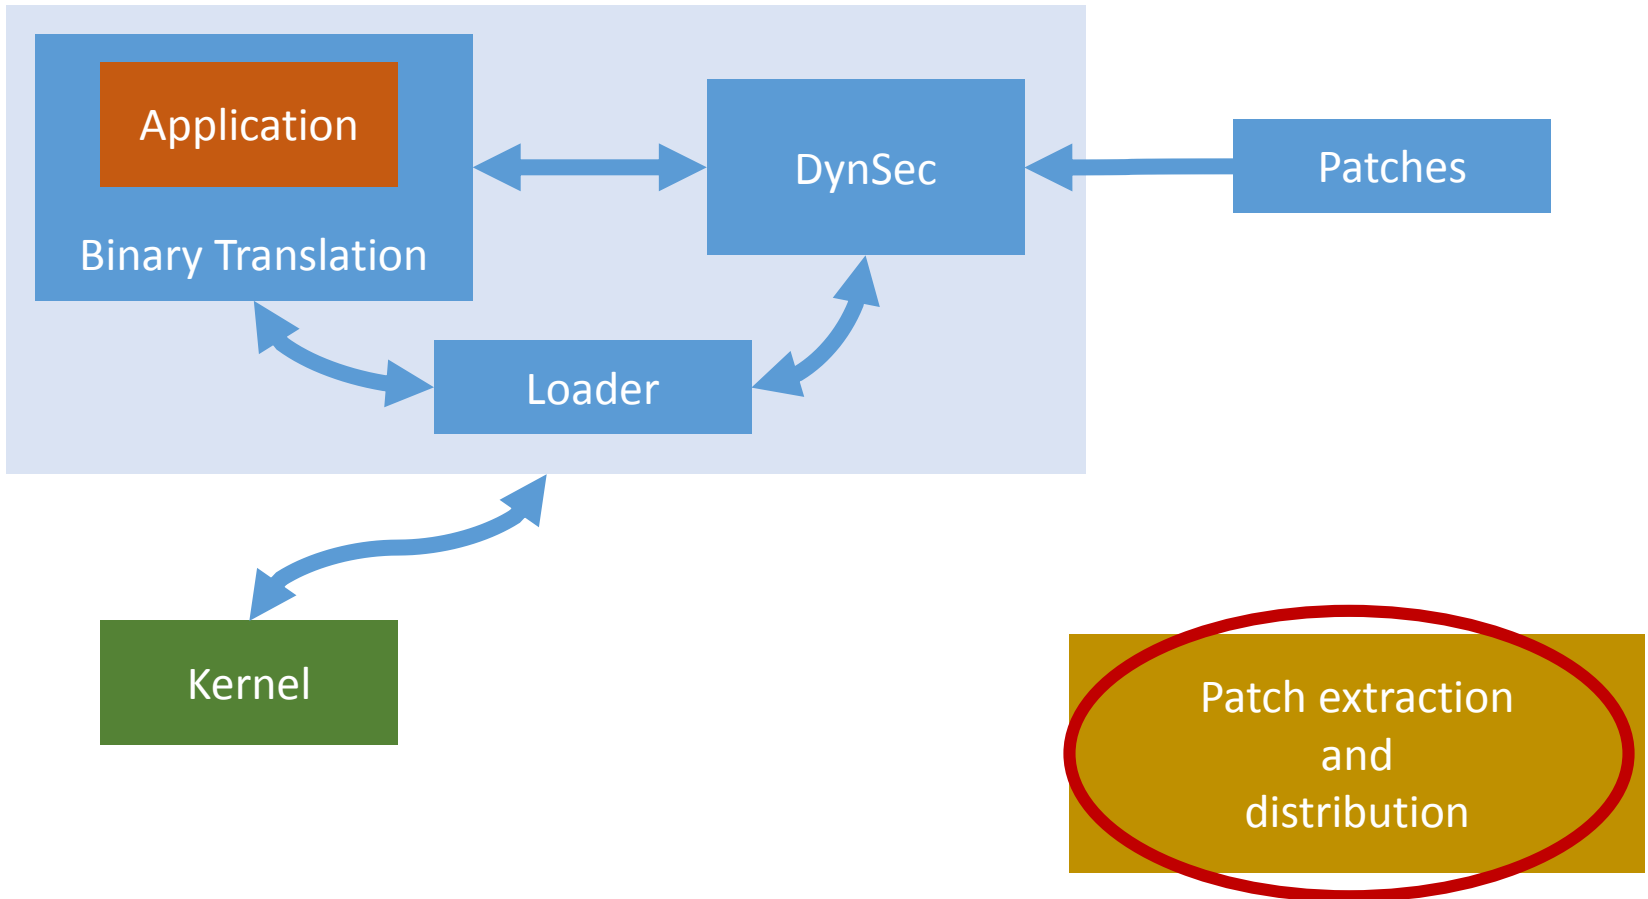 Application
Binary Translation
DynSec
Patches
Loader
Kernel
Patch extraction
and
distribution